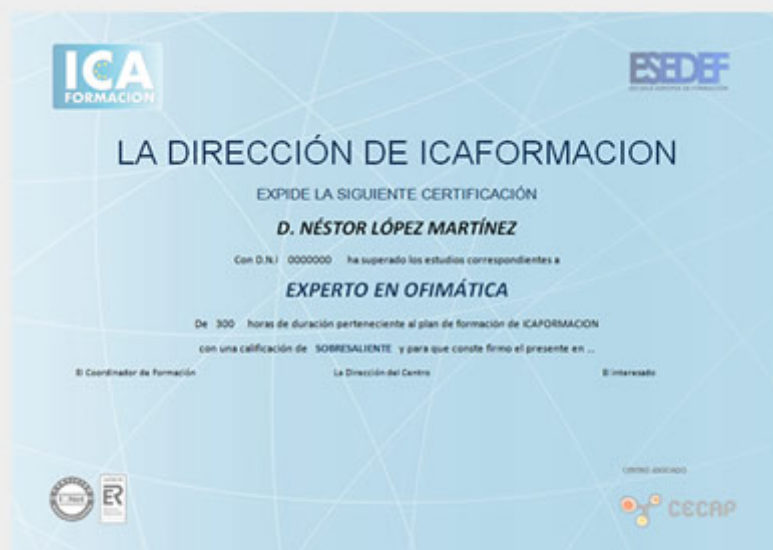 ICA
FORMACION
ESEDEF
LA DIRECCIÓN DE ICAFORMACION
EXPIDE LA SIGUIENTE CERTIFICACIÓN
D. NÉSTOR LÓPEZ MARTÍNEZ
Con D.N.I 0000000 ha superado los estudios correspondientes a
EXPERTO EN OFIMÁTICA
De 300 horas de duración perteneciente al plan de formación de ICAFORMACION
con una calificación de SOBRESALIENTE y para que conste firmo el presente en ...
El Coordinador de Formación La Dirección del Centro El interesado
CENTRO ASOCIADO
ER
CECAP